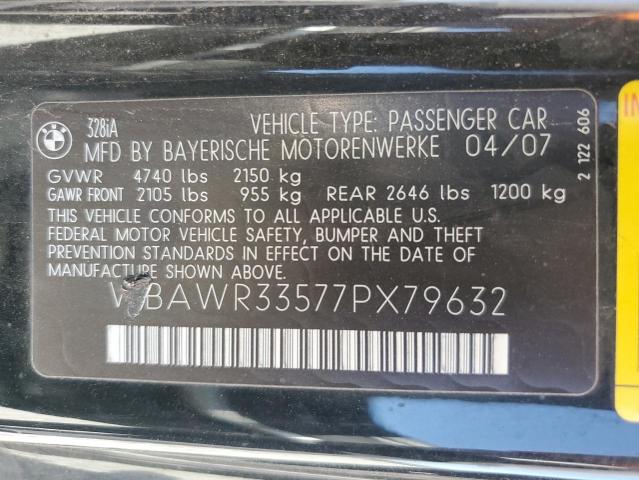 328iA
VEHICLE TYPE: PASSENGER CAR
MFD BY BAYERISCHE MOTORENWERKE 04/07
GVWR 4740 lbs 2150 kg
GAWR FRONT 2105 lbs 955 kg REAR 2646 lbs 1200 kg
THIS VEHICLE CONFORMS TO ALL APPLICABLE U.S.
FEDERAL MOTOR VEHICLE SAFETY, BUMPER AND THEFT
PREVENTION STANDARDS IN EFFECT ON THE DATE OF
MANUFACTURE SHOWN ABOVE.
WBAWR33577PX79632
2 122 606